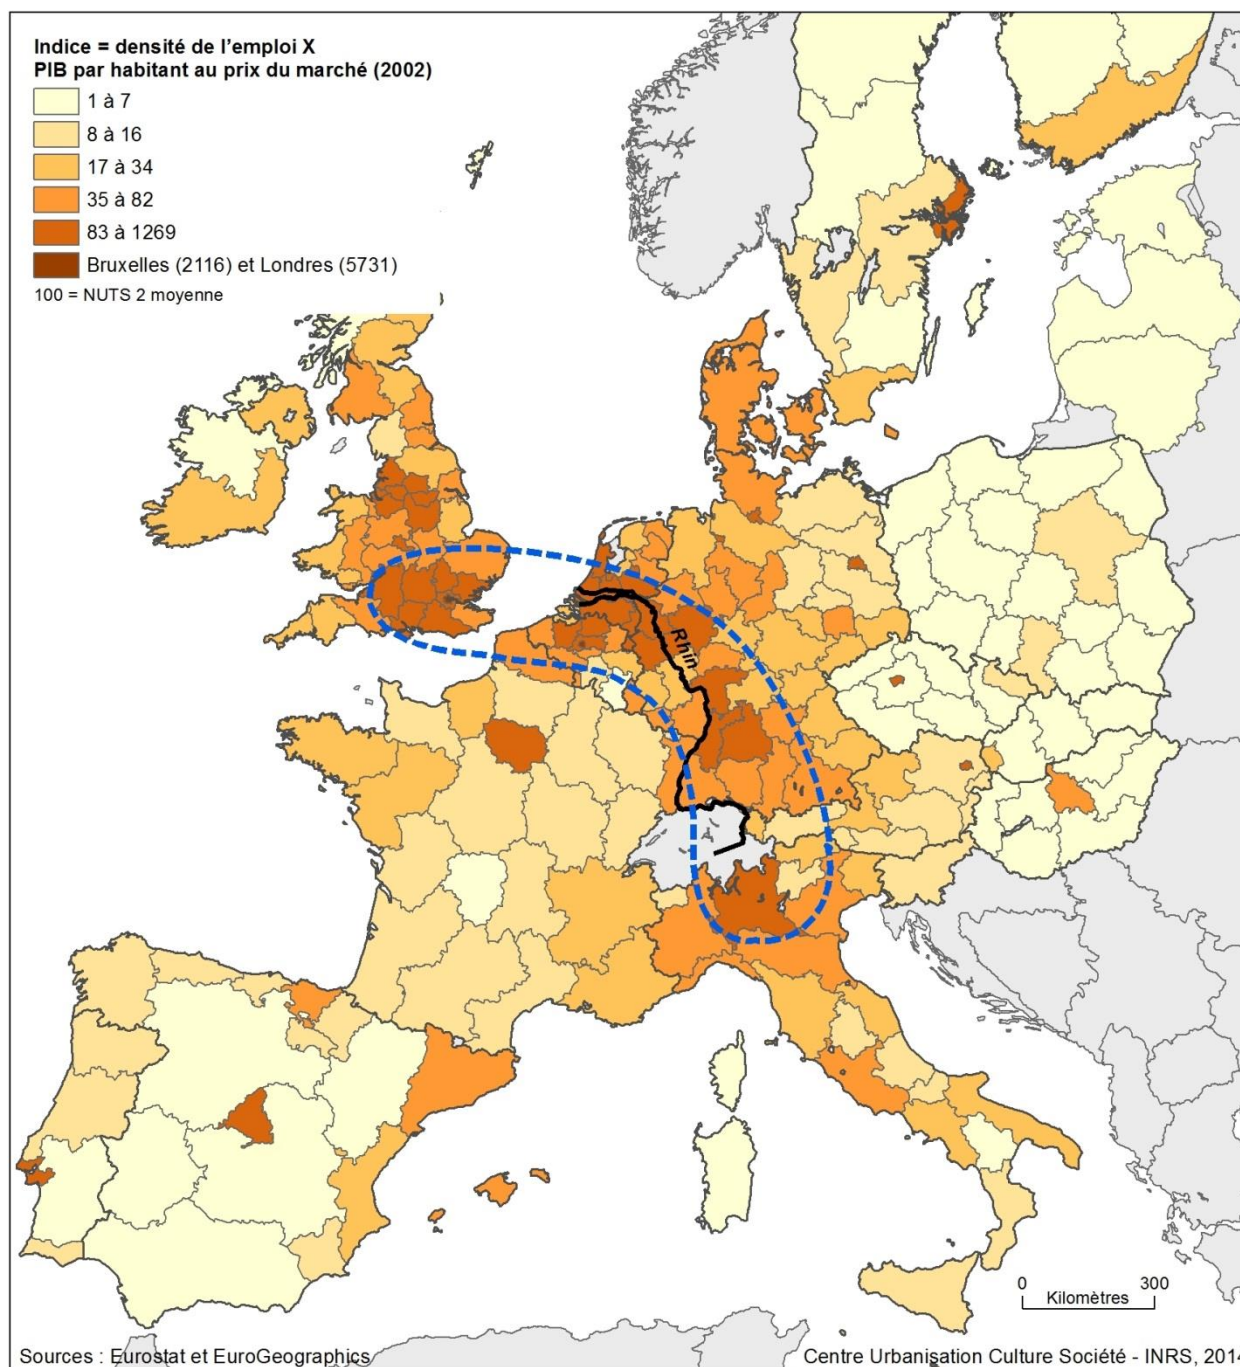 Indice = densité de l'emploi X
PIB par habitant au prix du marché (2002)
1 à 7
8 à 16
17 à 34
35 à 82
83 à 1269
Bruxelles (2116) et Londres (5731)
100 = NUTS 2 moyenne
Rhin
0 300
Kilomètres
Sources : Eurostat et EuroGeographics
Centre Urbanisation Culture Société - INRS, 2014